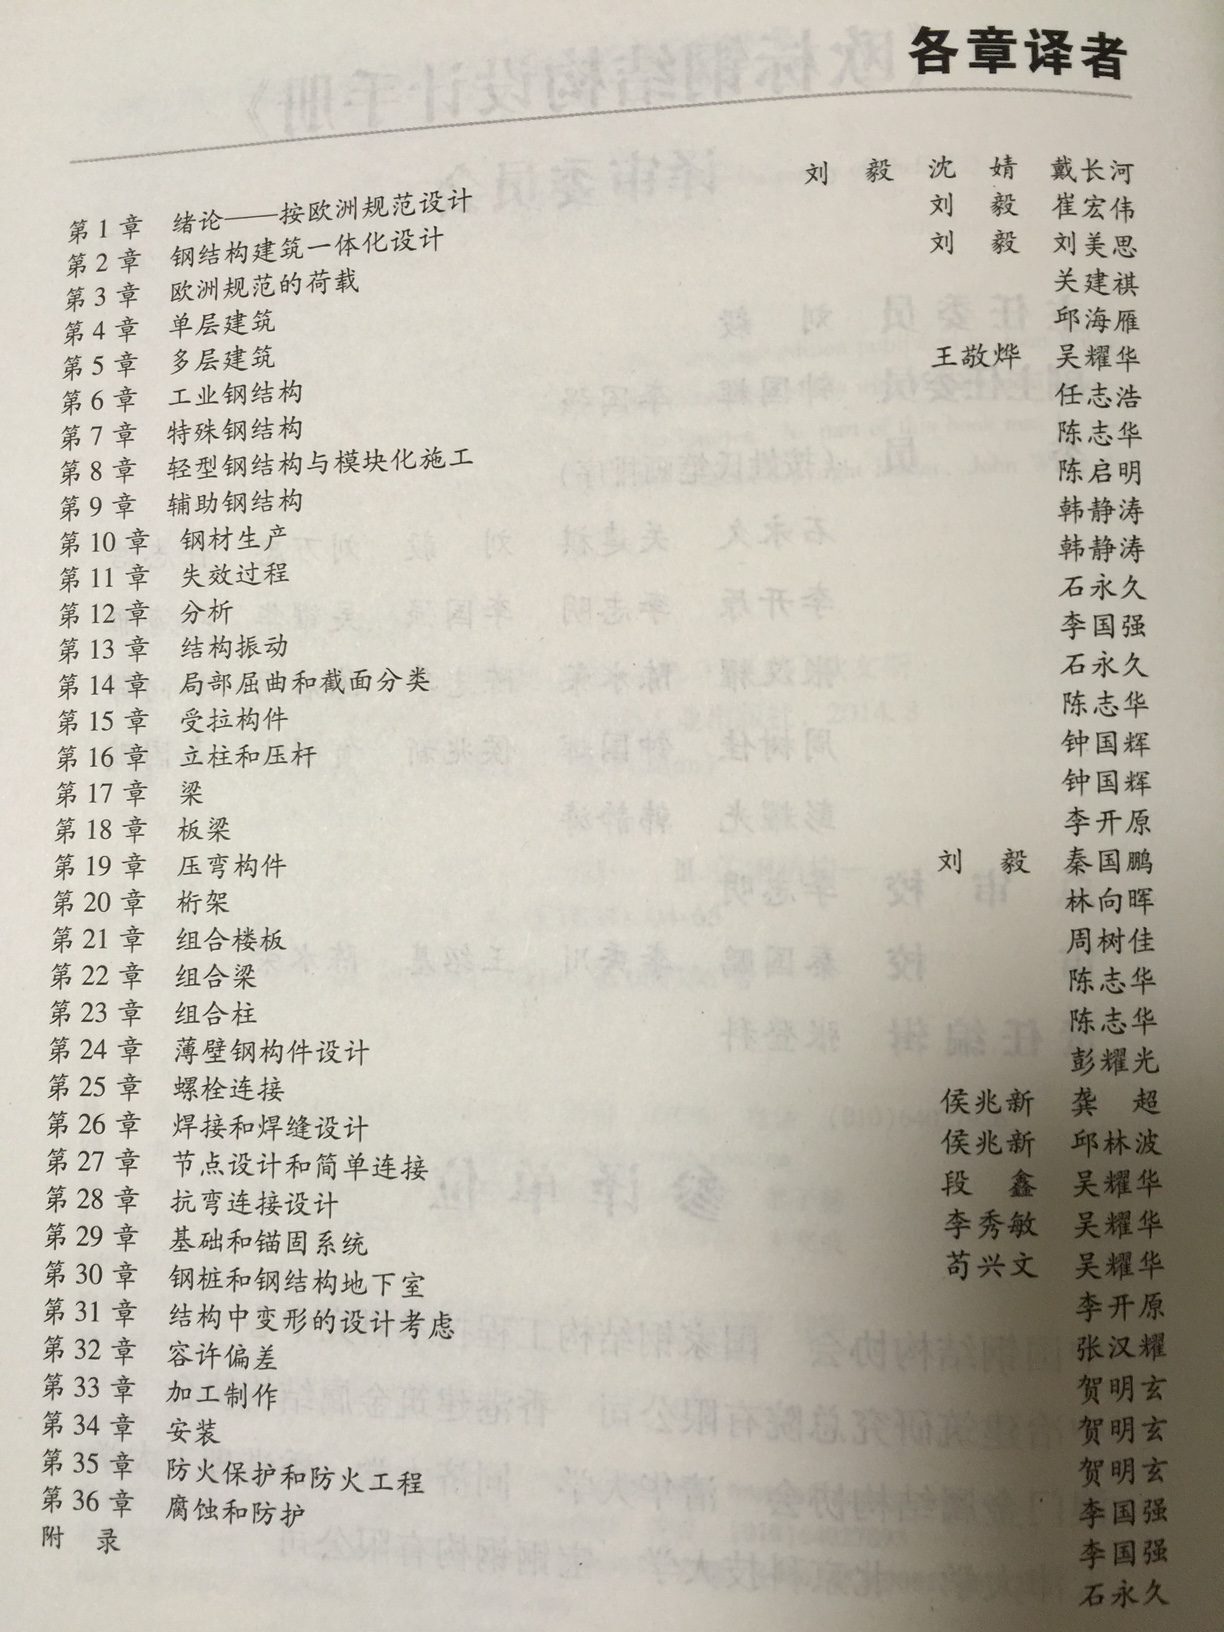 各章译者
第1章 绪论——按欧洲规范设计 刘 毅 沈 婧 戴长河
第2章 钢结构建筑一体化设计 刘 毅 崔宏伟
第3章 欧洲规范的荷载 刘 毅 刘美思
第4章 单层建筑 关建祺
第5章 多层建筑 邱海雁
第6章 工业钢结构 王敬烨 吴耀华
第7章 特殊钢结构 任志浩
第8章 轻型钢结构与模块化施工 陈志华
第9章 辅助钢结构 陈启明
第10章 钢材生产 韩静涛
第11章 失效过程 韩静涛
第12章 分析 石永久
第13章 结构振动 李国强
第14章 局部屈曲和截面分类 石永久
第15章 受拉构件 陈志华
第16章 立柱和压杆 钟国辉
第17章 梁 钟国辉
第18章 板梁 李开原
第19章 压弯构件 刘 毅 秦国鹏
第20章 桁架 林向晖
第21章 组合楼板 周树佳
第22章 组合梁 陈志华
第23章 组合柱 陈志华
第24章 薄壁钢构件设计 彭耀光
第25章 螺栓连接 侯兆新 龚 超
第26章 焊接和焊缝设计 侯兆新 邱林波
第27章 节点设计和简单连接 段 鑫 吴耀华
第28章 抗弯连接设计 李秀敏 吴耀华
第29章 基础和锚固系统 苟兴文 吴耀华
第30章 钢桩和钢结构地下室 李开原
第31章 结构中变形的设计考虑 张汉耀
第32章 容许偏差 贺明玄
第33章 加工制作 贺明玄
第34章 安装 贺明玄
第35章 防火保护和防火工程 李国强
第36章 腐蚀和防护 李国强
附 录 石永久